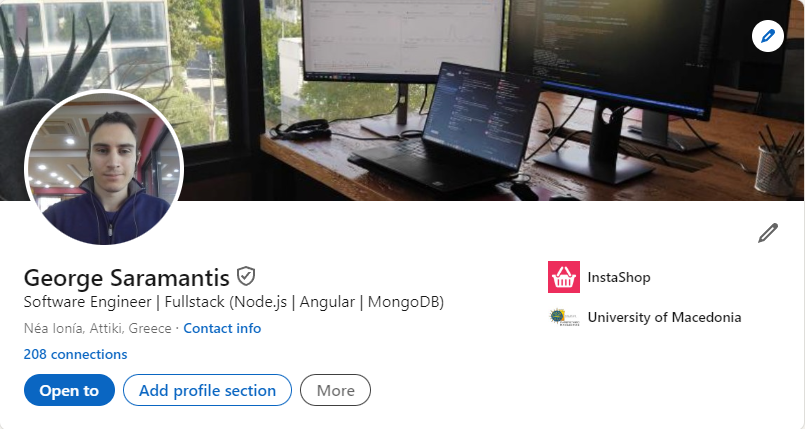 George Saramantis
Software Engineer | Fullstack (Node.js | Angular | MongoDB)
Néa Ionía, Attiki, Greece · Contact info
208 connections
Open to
Add profile section
More
InstaShop
University of Macedonia